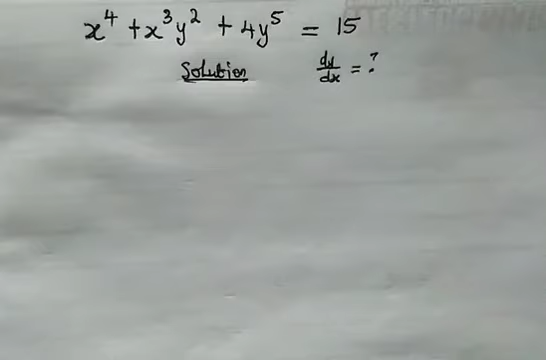 x⁴ + x³y² + 4y⁵ = 15
Solution dy/dx = ?